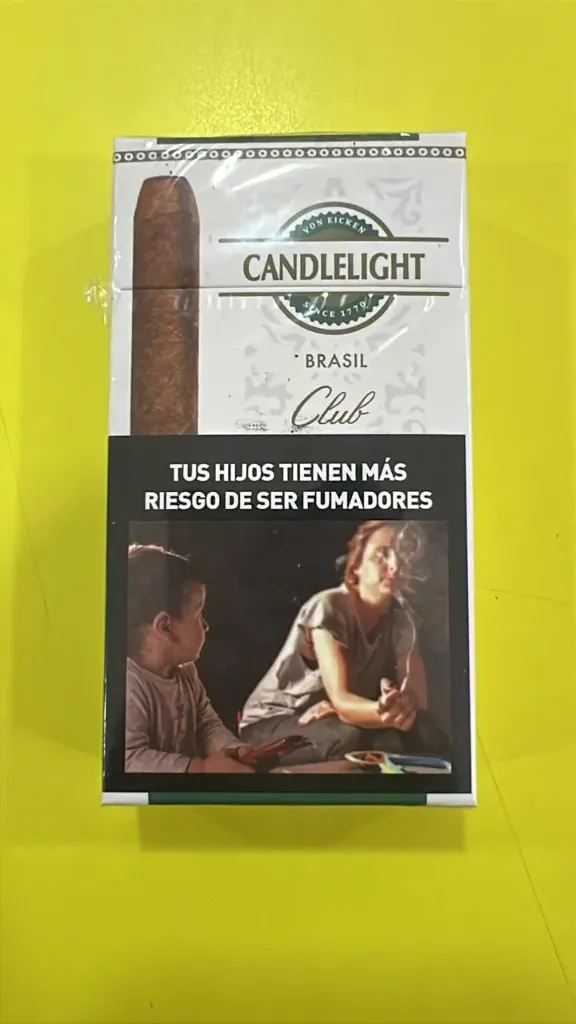 VON EICKEN
CANDLELIGHT
SINCE 1770
BRASIL
Club
TUS HIJOS TIENEN MÁS
RIESGO DE SER FUMADORES